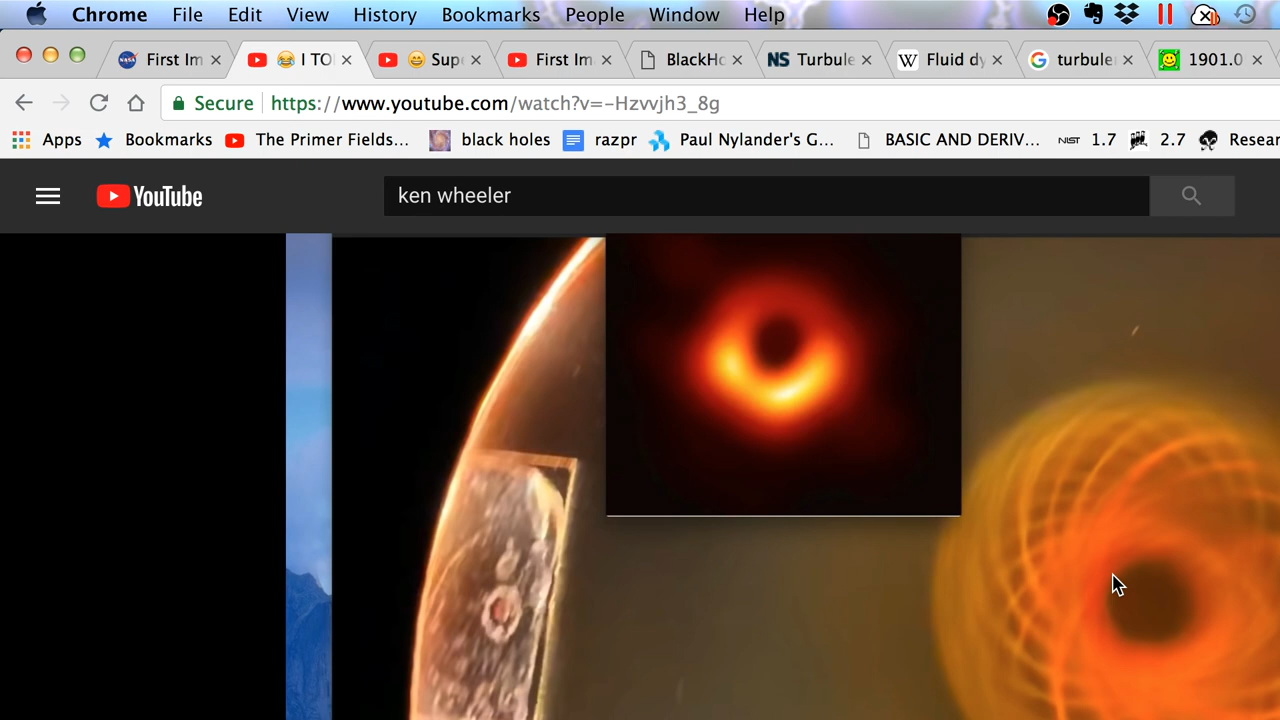 Chrome File Edit View History Bookmarks People Window Help
First Im 😂 I TO 😄 Supe First Im BlackHo NS Turbule W Fluid dy G turbule 1901.0
Secure https://www.youtube.com/watch?v=-Hzvvjh3_8g
Apps Bookmarks The Primer Fields... black holes razpr Paul Nylander's G... BASIC AND DERIV... NIST 1.7 2.7 Resear
YouTube ken wheeler